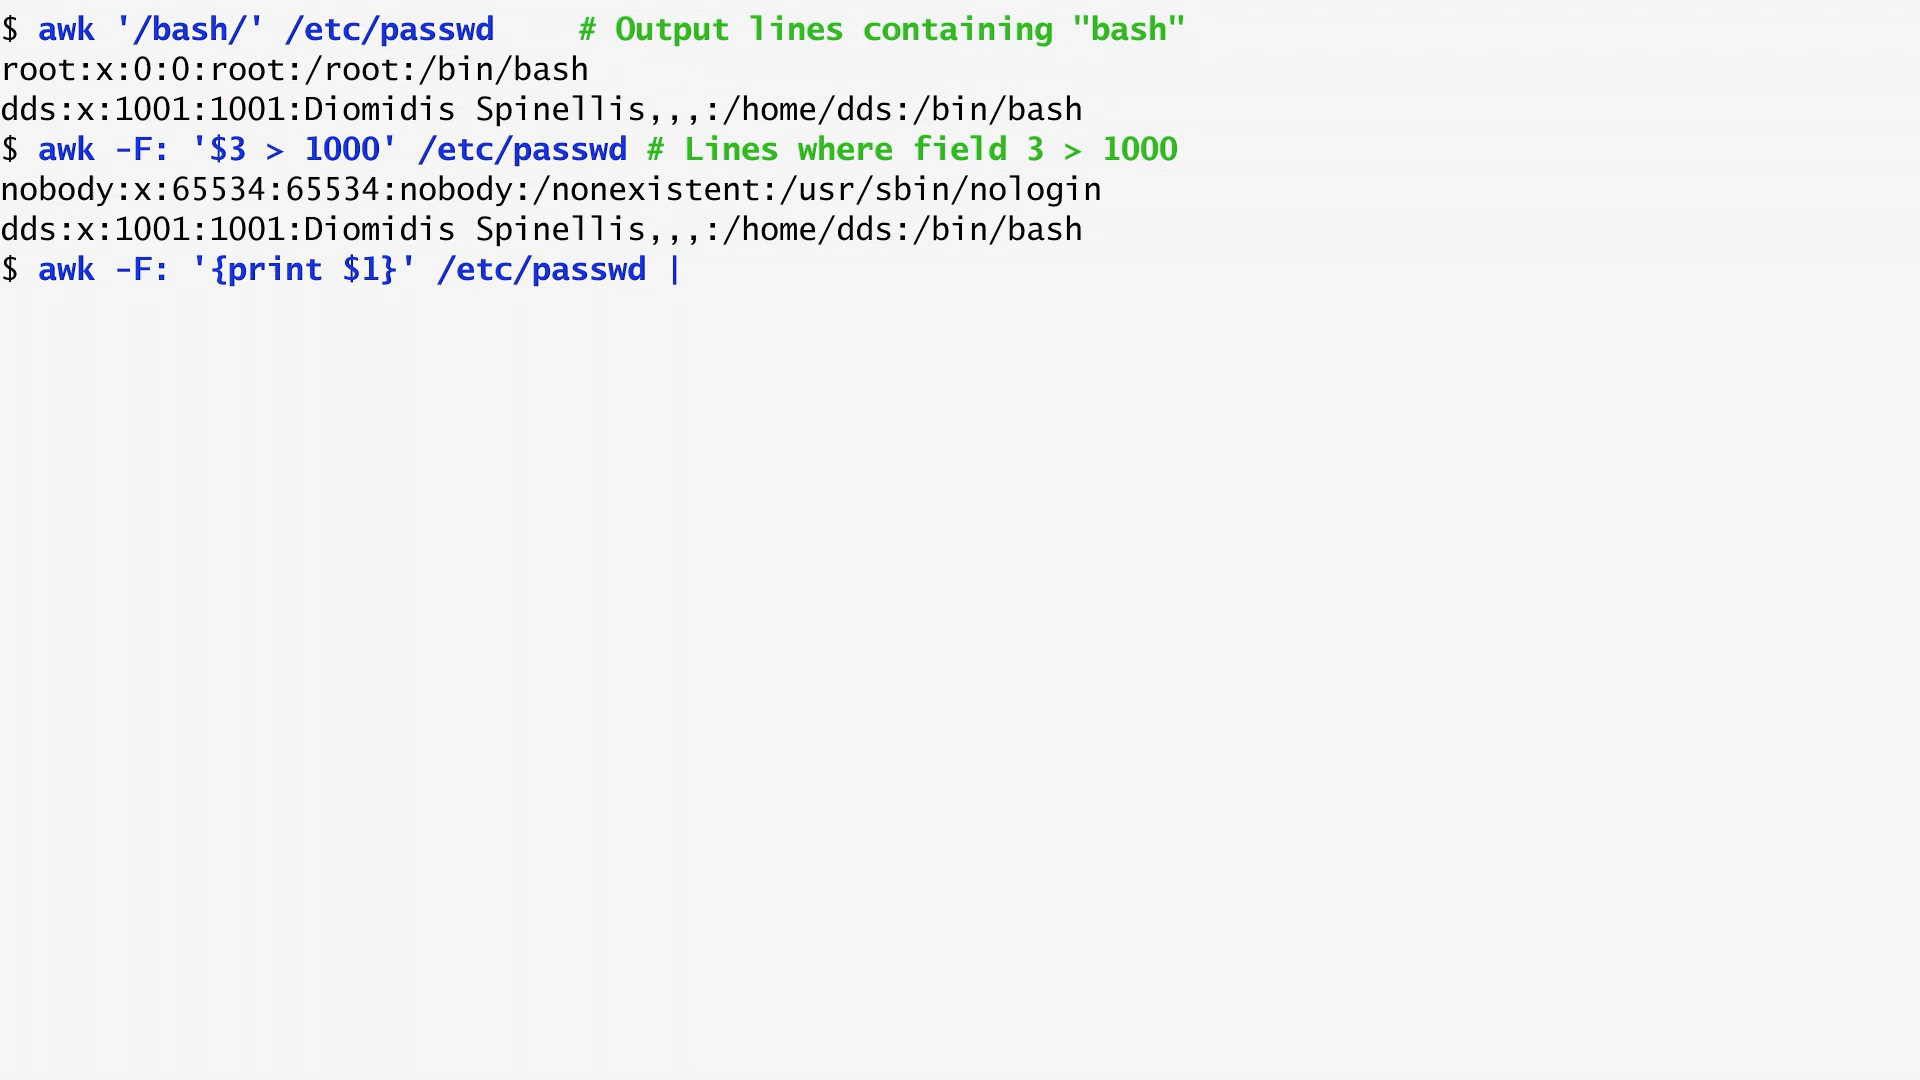 $ awk '/bash/' /etc/passwd    # Output lines containing "bash"
root:x:0:0:root:/root:/bin/bash
dds:x:1001:1001:Diomidis Spinellis,,,:/home/dds:/bin/bash
$ awk -F: '$3 > 1000' /etc/passwd # Lines where field 3 > 1000
nobody:x:65534:65534:nobody:/nonexistent:/usr/sbin/nologin
dds:x:1001:1001:Diomidis Spinellis,,,:/home/dds:/bin/bash
$ awk -F: '{print $1}' /etc/passwd |